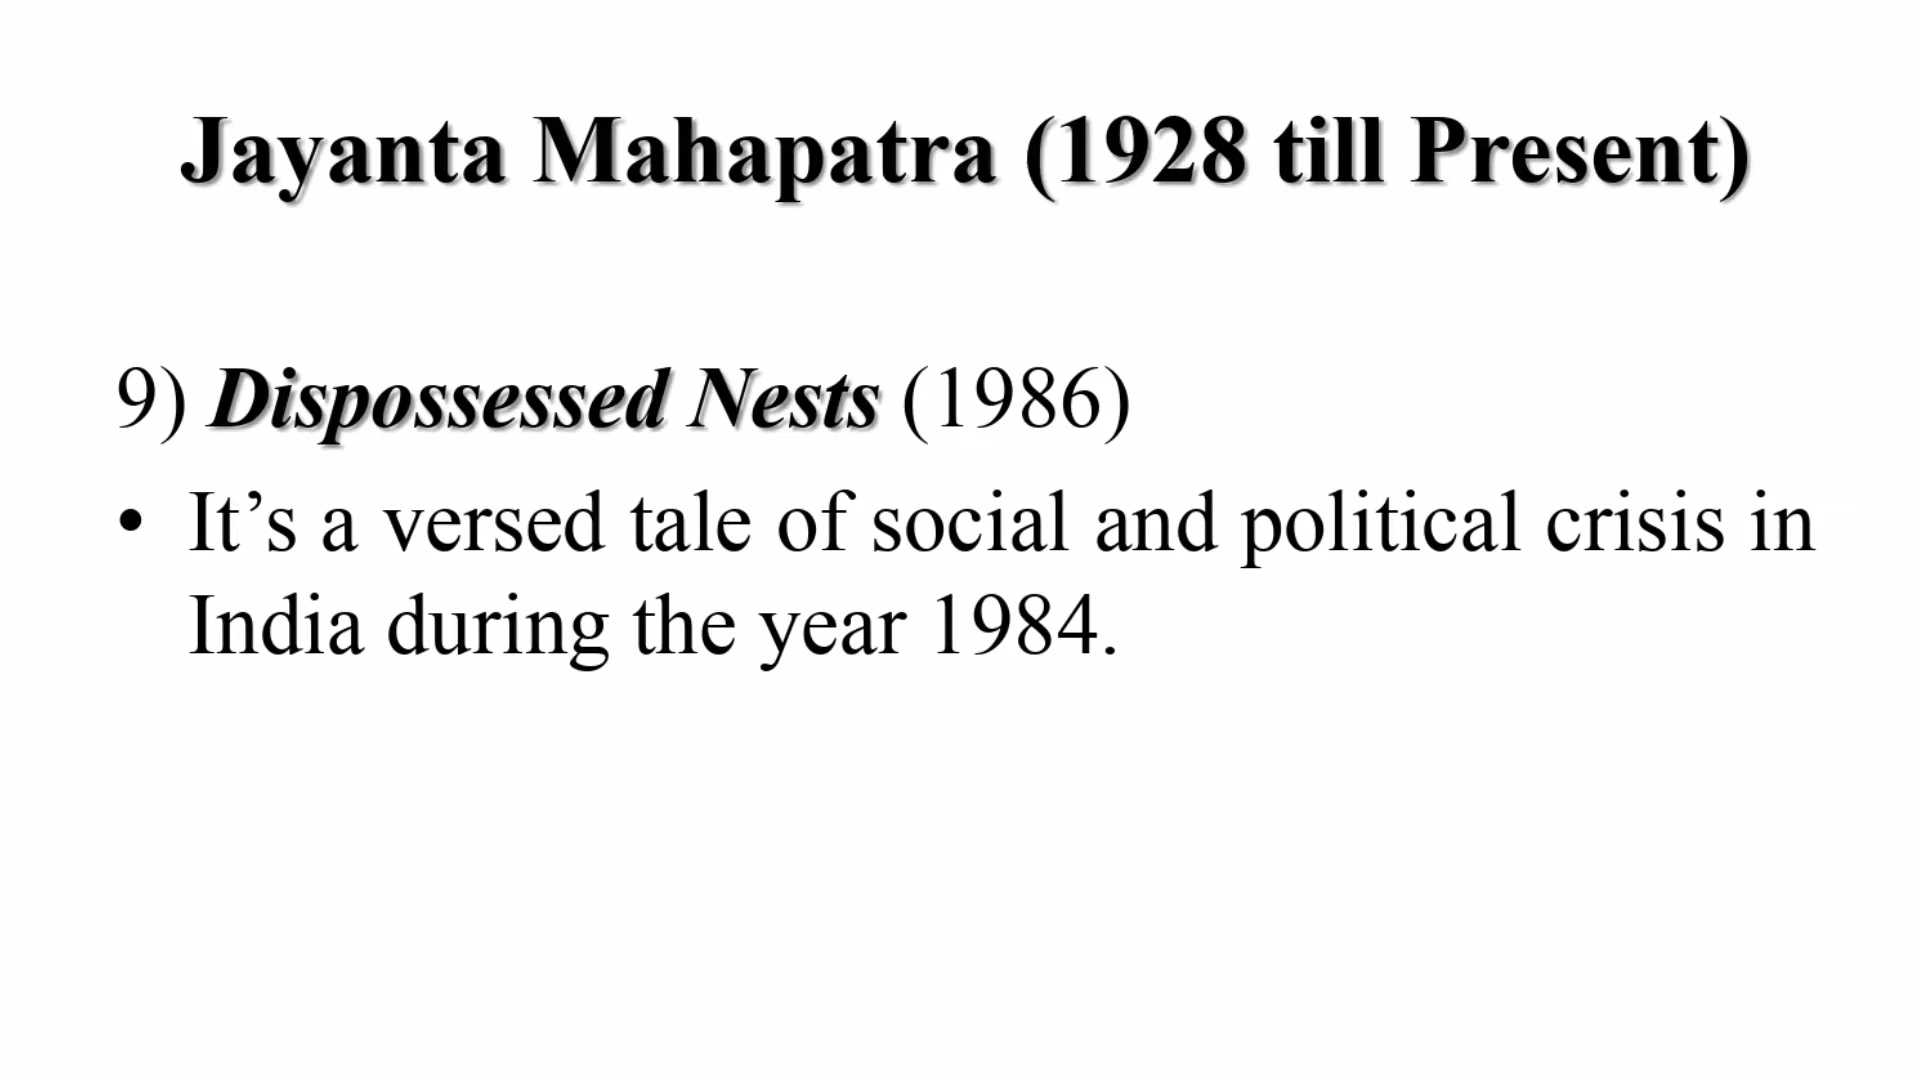 Jayanta Mahapatra (1928 till Present)
9) Dispossessed Nests (1986)
• It’s a versed tale of social and political crisis in
India during the year 1984.